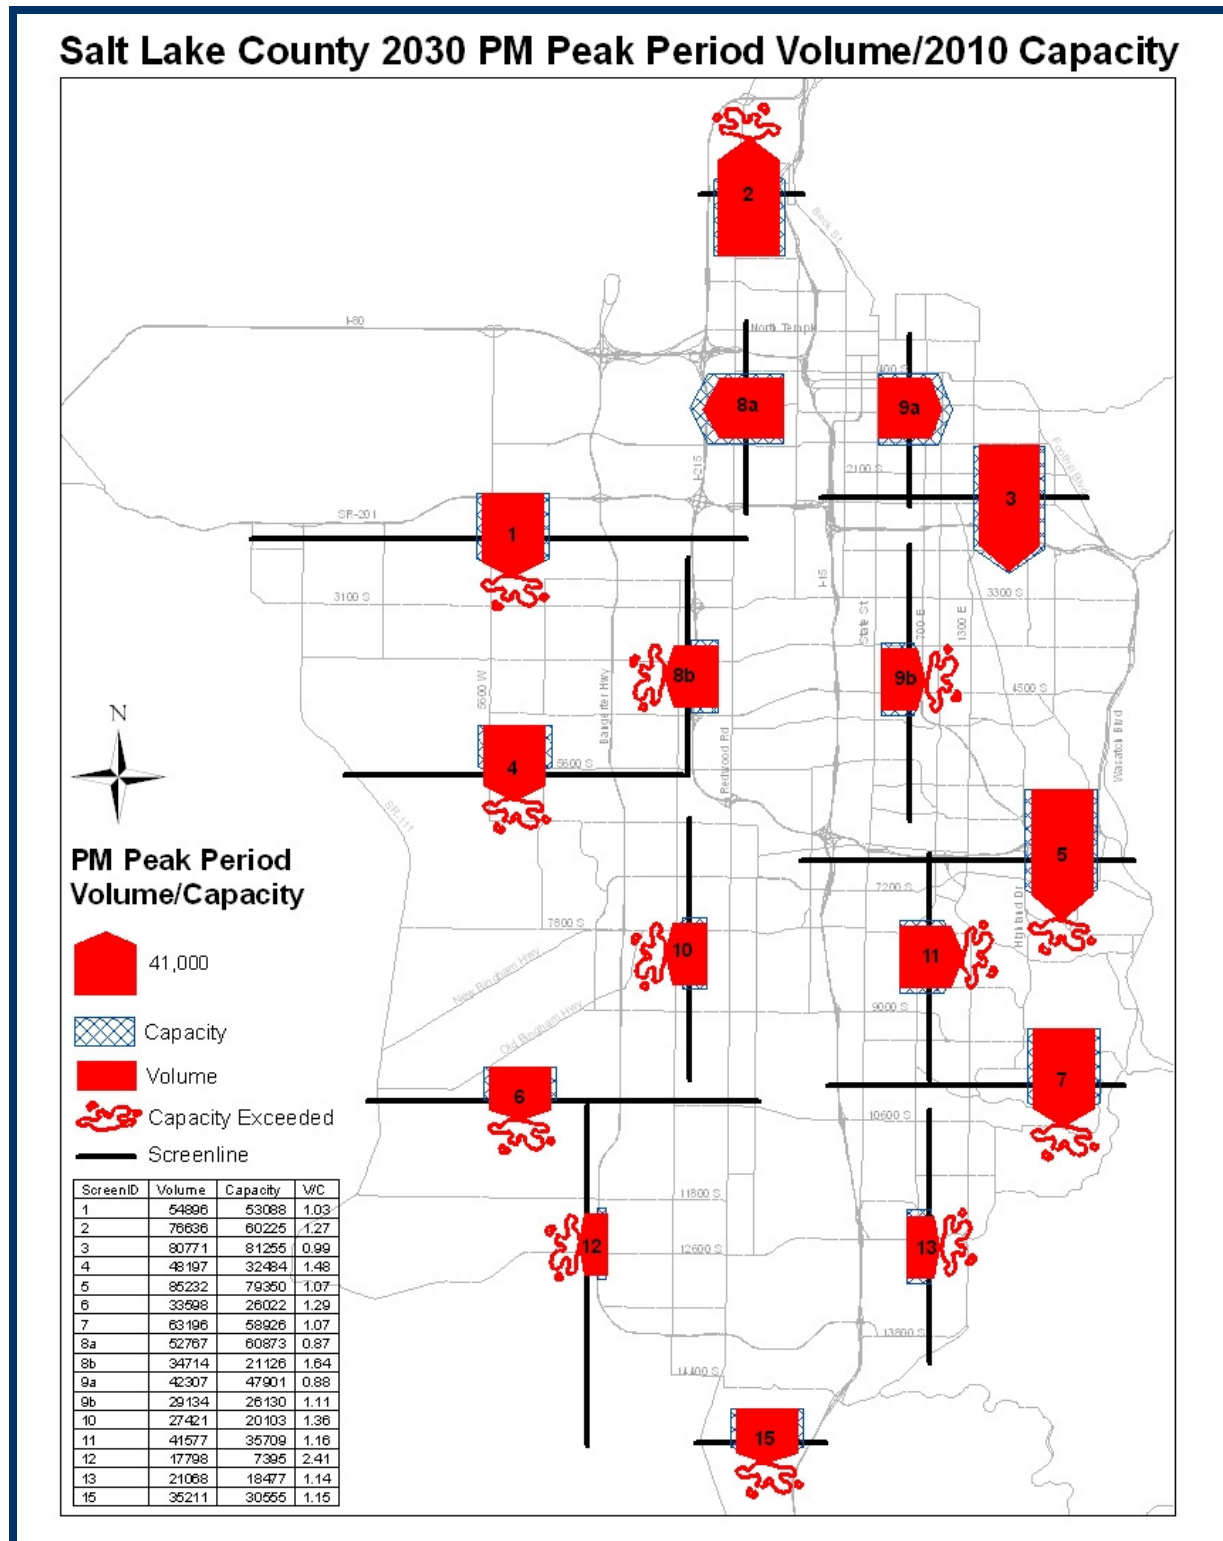 Salt Lake County 2030 PM Peak Period Volume/2010 Capacity
2
Beck St
I-80
North Temple
400 S
8a
9a
I-215
2100 S
Foothill Blvd
3
SR-201
1
I-15
3100 S
3300 S
State St
700 E
1300 E
8b
9b
5600 W
Bangerter Hwy
4500 S
Redwood Rd
Wasatch Blvd
N
4
5600 S
SR-111
PM Peak Period
Volume/Capacity
5
7200 S
Highland Dr
7800 S
41,000
10
11
New Bingham Hwy
9000 S
Capacity
Old Bingham Hwy
Volume
7
6
Capacity Exceeded
10600 S
Screenline
ScreenID Volume Capacity V/C
1 54896 53088 1.03
2 76636 60225 1.27
3 80771 81255 0.99
4 48197 32484 1.48
5 85232 79350 1.07
6 33598 26022 1.29
7 63196 58926 1.07
8a 52767 60873 0.87
8b 34714 21126 1.64
9a 42307 47901 0.88
9b 29134 26130 1.11
10 27421 20103 1.36
11 41577 35709 1.16
12 17798 7395 2.41
13 21068 18477 1.14
15 35211 30555 1.15
11800 S
12
12600 S
13
13800 S
14400 S
15